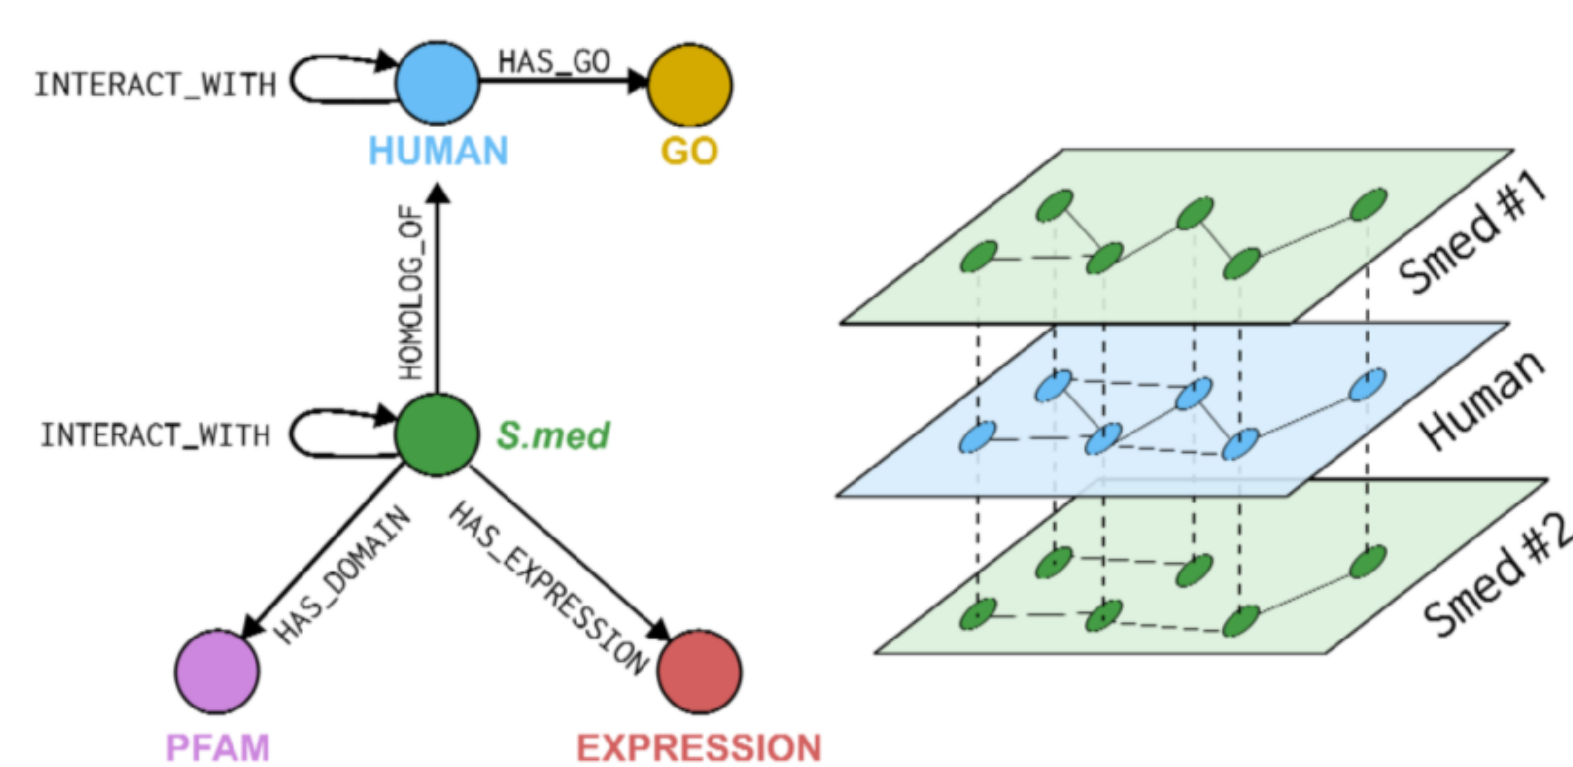 INTERACT_WITH
HAS_GO
HUMAN
GO
HOMOLOG_OF
INTERACT_WITH
S.med
HAS_DOMAIN
HAS_EXPRESSION
PFAM
EXPRESSION
Smed #1
Human
Smed #2